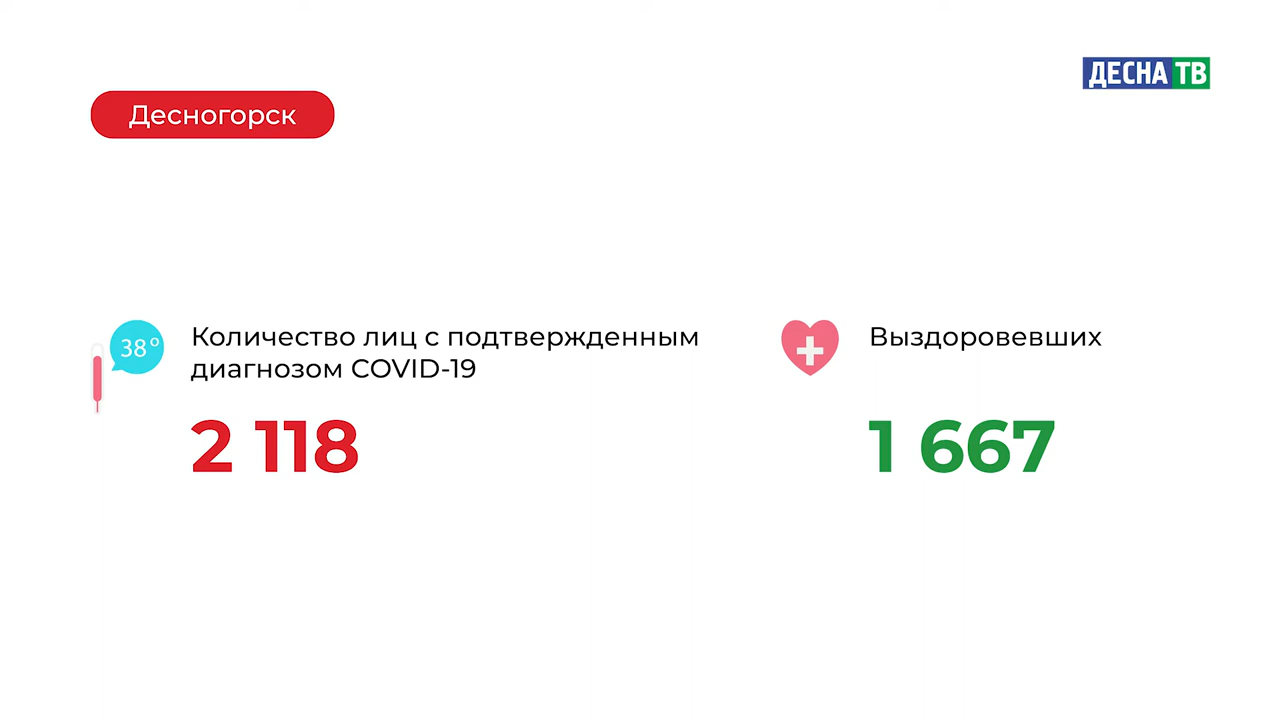 ДЕСНА ТВ
Десногорск
38°
Количество лиц с подтвержденным
диагнозом COVID-19
2 118
Выздоровевших
1 667